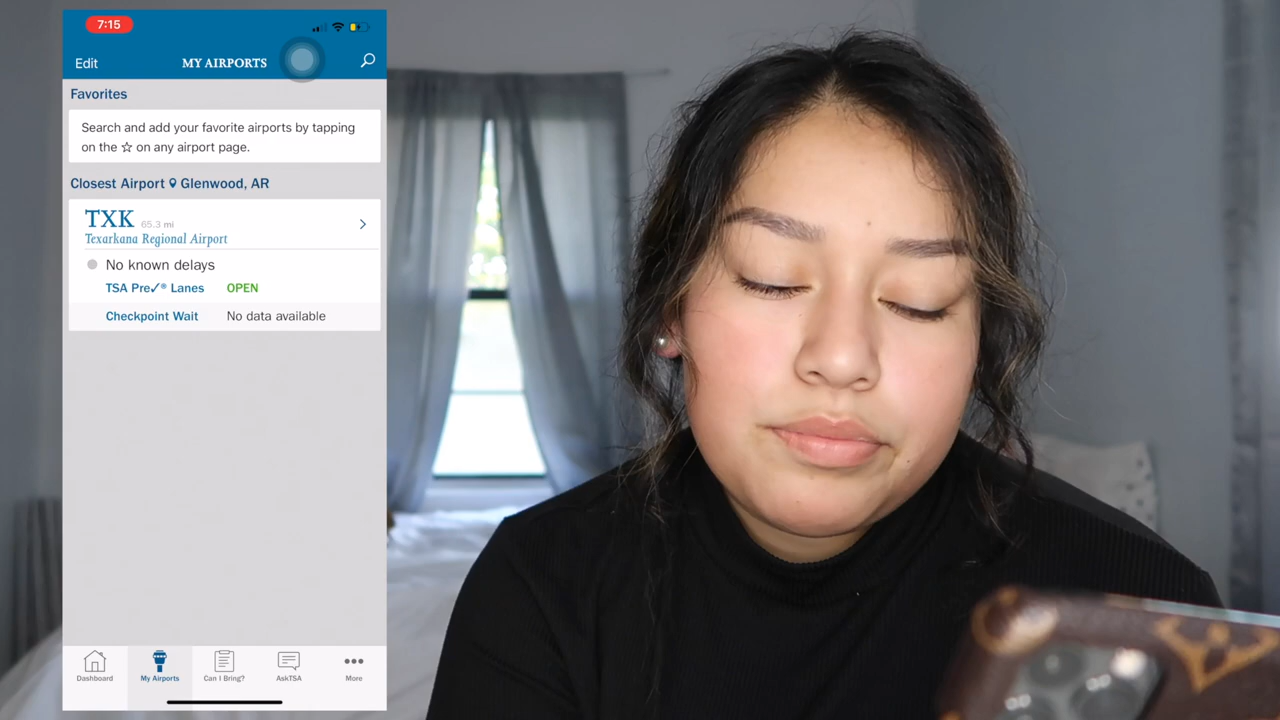 7:15
Edit
MY AIRPORTS
Favorites
Search and add your favorite airports by tapping
on the ☆ on any airport page.
Closest Airport Glenwood, AR
TXK 65.3 mi
Texarkana Regional Airport
No known delays
TSA Pre✓® Lanes OPEN
Checkpoint Wait No data available
Dashboard
My Airports
Can I Bring?
AskTSA
More